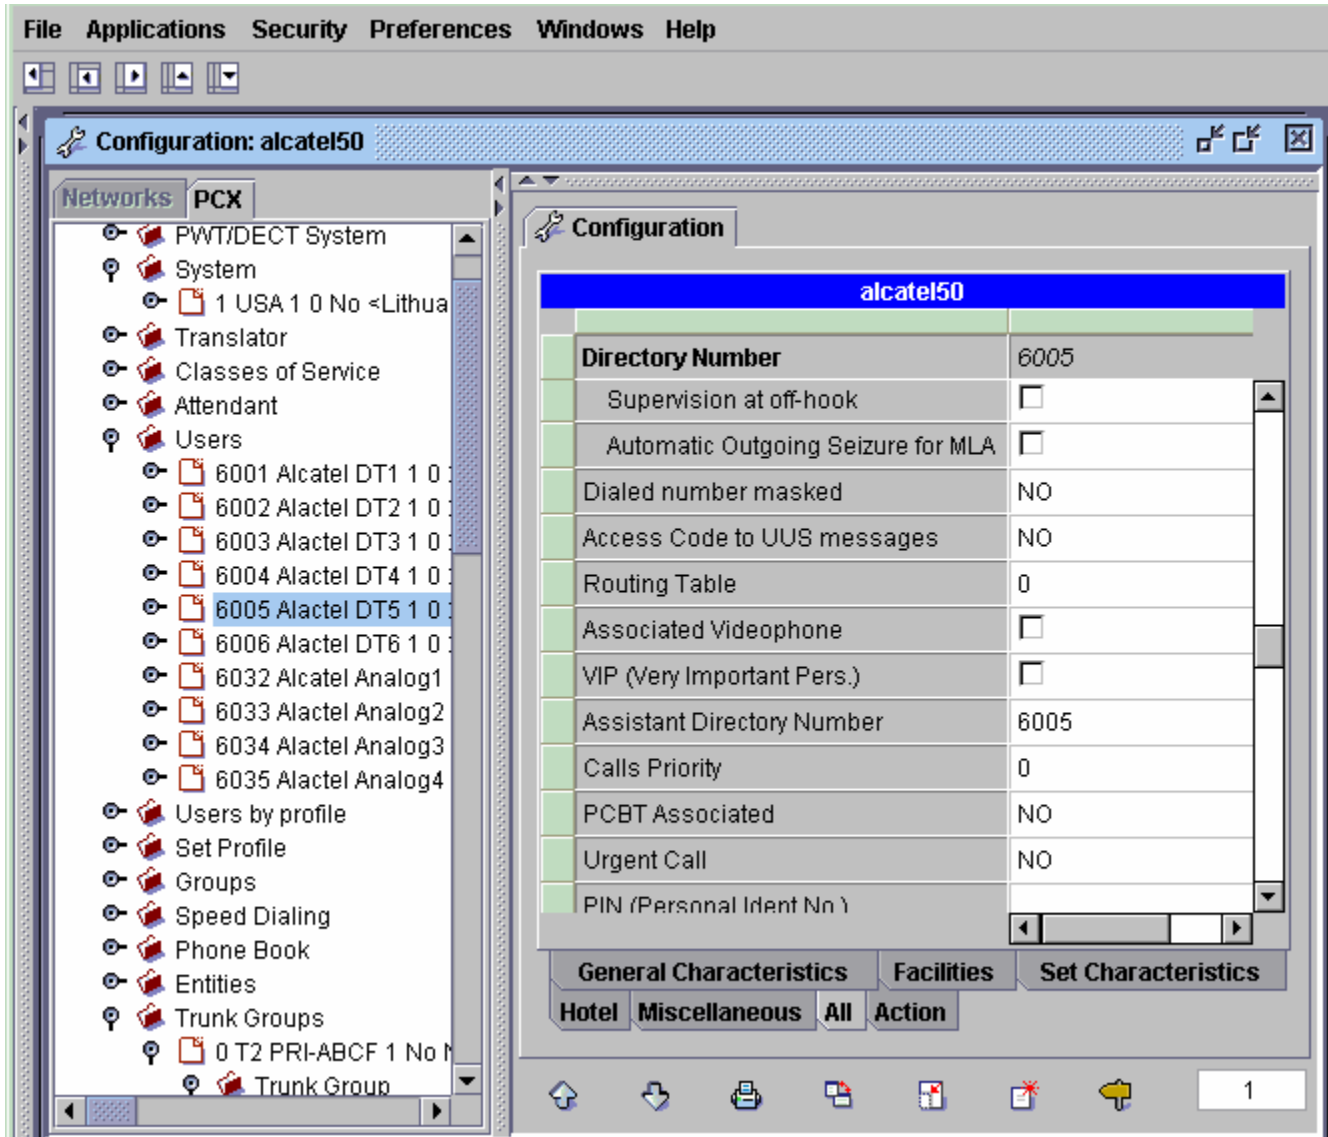 File Applications Security Preferences Windows Help
Configuration: alcatel50
Networks PCX
PWT/DECT System
System
1 USA 1 0 No <Lithua
Translator
Classes of Service
Attendant
Users
6001 Alcatel DT1 1 0
6002 Alactel DT2 1 0
6003 Alactel DT3 1 0
6004 Alactel DT4 1 0
6005 Alactel DT5 1 0
6006 Alactel DT6 1 0
6032 Alcatel Analog1
6033 Alactel Analog2
6034 Alactel Analog3
6035 Alactel Analog4
Users by profile
Set Profile
Groups
Speed Dialing
Phone Book
Entities
Trunk Groups
0 T2 PRI-ABCF 1 No
Trunk Group
Configuration
alcatel50
Directory Number 6005
Supervision at off-hook
Automatic Outgoing Seizure for MLA
Dialed number masked NO
Access Code to UUS messages NO
Routing Table 0
Associated Videophone
VIP (Very Important Pers.)
Assistant Directory Number 6005
Calls Priority 0
PCBT Associated NO
Urgent Call NO
PIN (Personal Ident No.)
General Characteristics Facilities Set Characteristics
Hotel Miscellaneous All Action
1